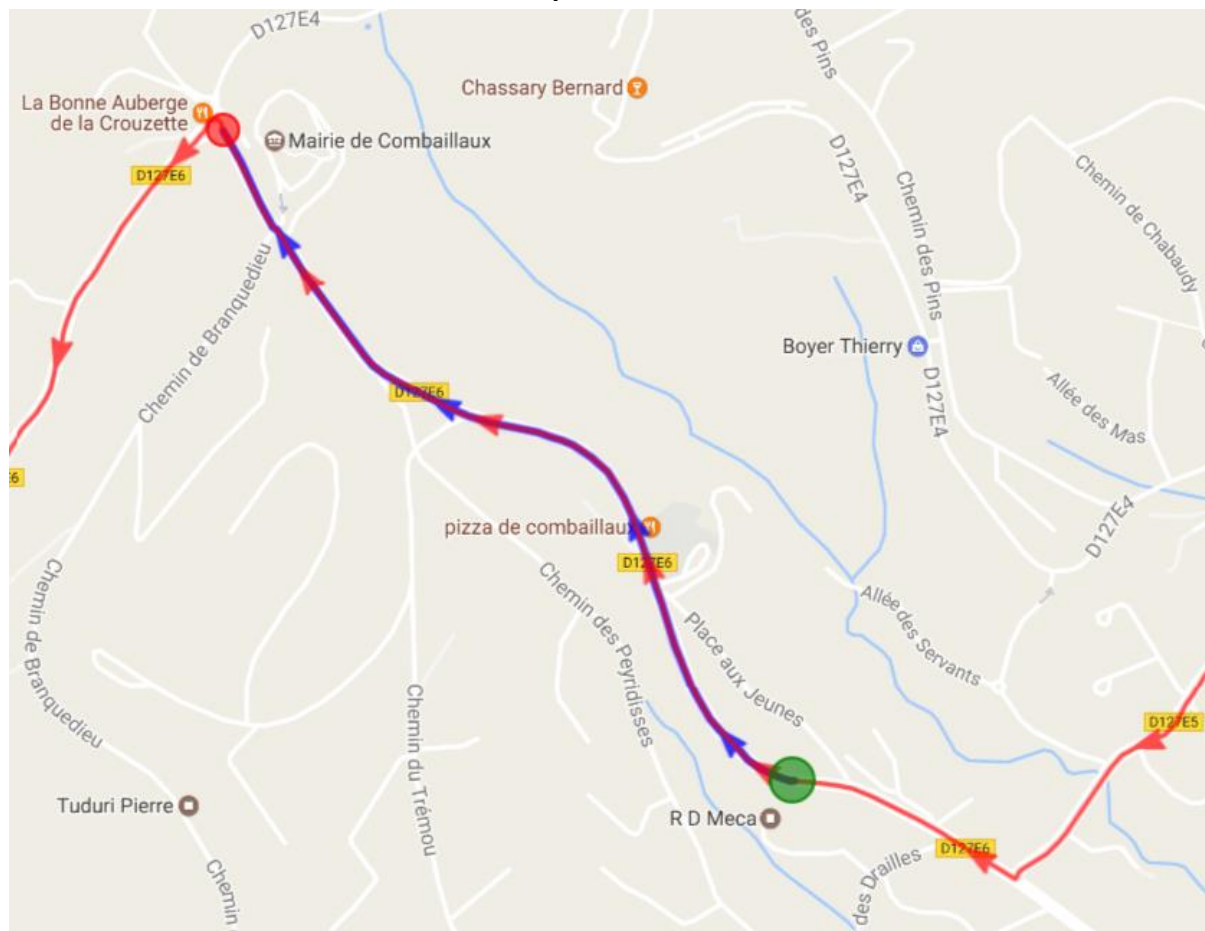 D127E4
des Pins
Chassary Bernard
La Bonne Auberge
de la Crouzette
Mairie de Combaillaux
D127E6
D127E4
Chemin des Pins
Chemin de Chabaudy
Chemin de Branquedieu
Boyer Thierry
D127E4
Allée des Mas
D127E6
E6
pizza de combaillaux
D127E6
D127E4
Chemin de Branquedieu
Chemin des Peyridisses
Place aux Jeunes
Allée des Servants
Chemin du Trémou
D127E5
Tuduri Pierre
R D Meca
D127E6
des Drailles
Chemin